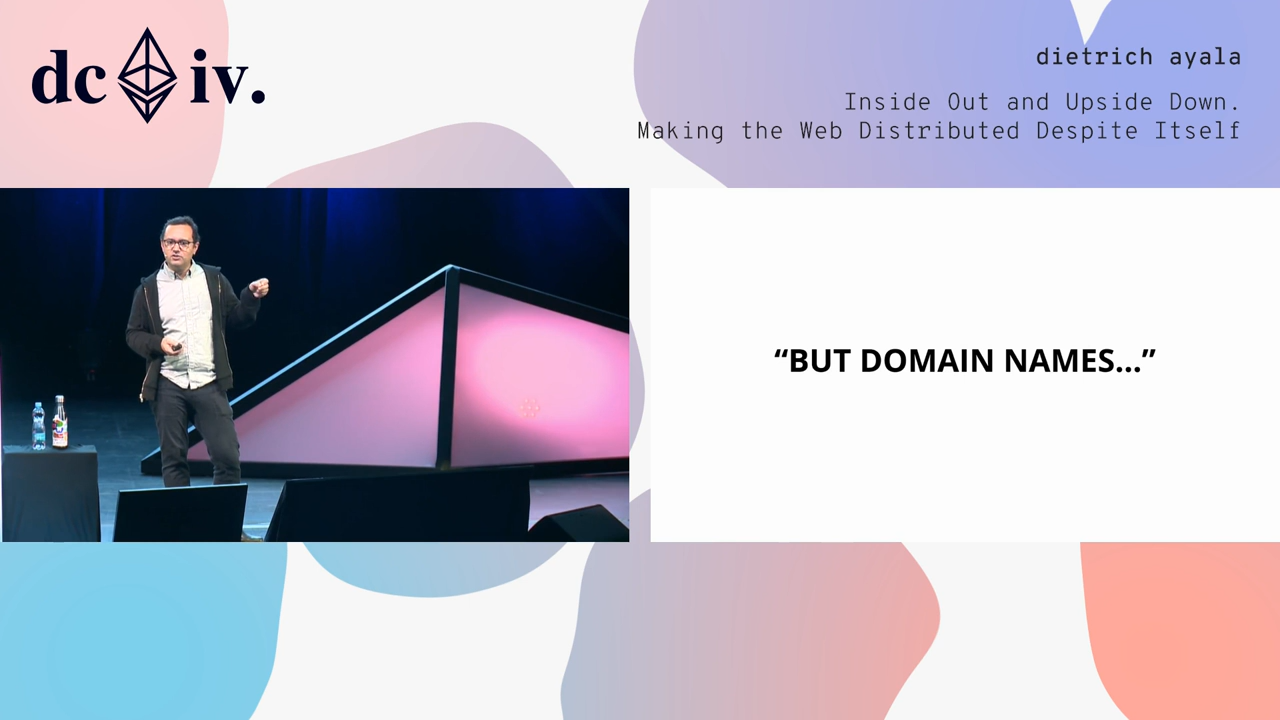 dc iv.
dietrich ayala
Inside Out and Upside Down.
Making the Web Distributed Despite Itself
“BUT DOMAIN NAMES...”